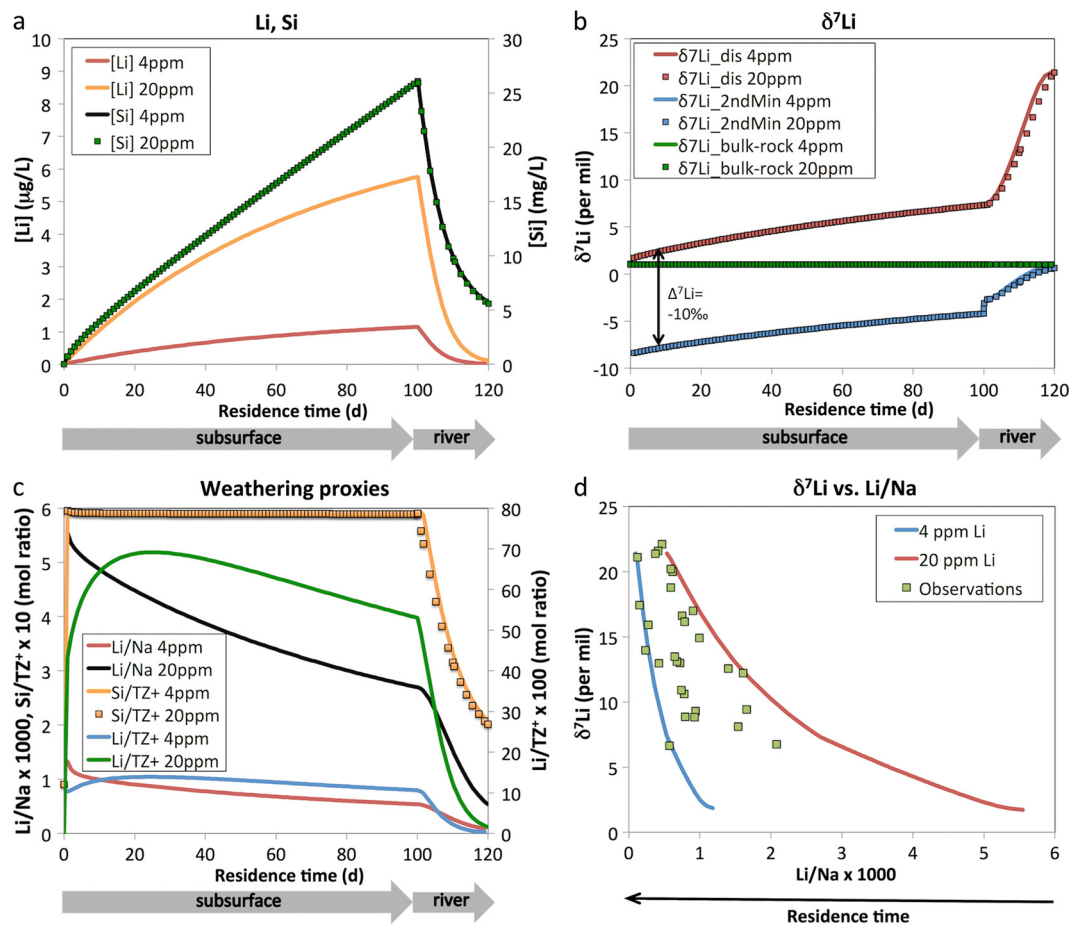 a
Li, Si
10
9
8
7
6
5
4
3
2
1
0
[Li] (μg/L)
[Li] 4ppm
[Li] 20ppm
[Si] 4ppm
[Si] 20ppm
30
25
20
15
10
5
0
[Si] (mg/L)
0 20 40 60 80 100 120
Residence time (d)
subsurface river
b
δ⁷Li
25
20
15
10
5
0
-5
-10
δ⁷Li (per mil)
δ7Li_dis 4ppm
δ7Li_dis 20ppm
δ7Li_2ndMin 4ppm
δ7Li_2ndMin 20ppm
δ7Li_bulk-rock 4ppm
δ7Li_bulk-rock 20ppm
Δ⁷Li=
-10‰
0 20 40 60 80 100 120
Residence time (d)
subsurface river
c
Weathering proxies
6
5
4
3
2
1
0
Li/Na x 1000, Si/TZ⁺ x 10 (mol ratio)
Li/Na 4ppm
Li/Na 20ppm
Si/TZ+ 4ppm
Si/TZ+ 20ppm
Li/TZ+ 4ppm
Li/TZ+ 20ppm
80
70
60
50
40
30
20
10
0
Li/TZ⁺ x 100 (mol ratio)
0 20 40 60 80 100 120
Residence time (d)
subsurface river
d
δ⁷Li vs. Li/Na
25
20
15
10
5
0
δ⁷Li (per mil)
4 ppm Li
20 ppm Li
Observations
0 1 2 3 4 5 6
Li/Na x 1000
Residence time